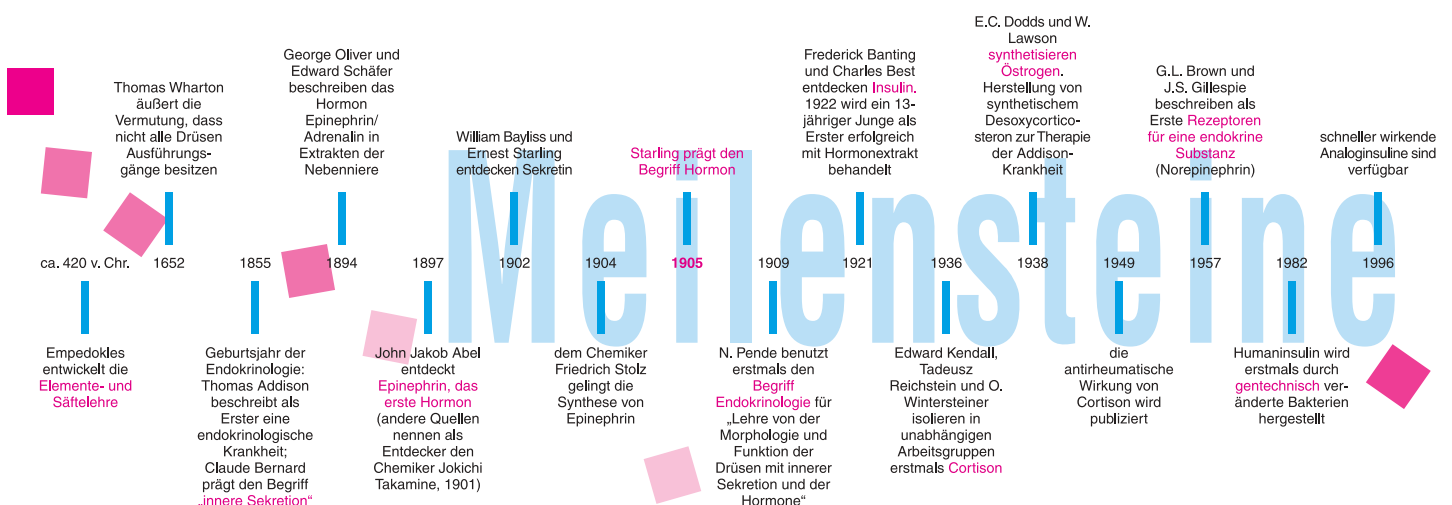 Meilensteine
ca. 420 v. Chr.
Empedokles
entwickelt die
Elemente- und
Säftelehre
Thomas Wharton
äußert die
Vermutung, dass
nicht alle Drüsen
Ausführungs-
gänge besitzen
1652
1855
Geburtsjahr der
Endokrinologie:
Thomas Addison
beschreibt als
Erster eine
endokrinologische
Krankheit;
Claude Bernard
prägt den Begriff
„innere Sekretion“
George Oliver und
Edward Schäfer
beschreiben das
Hormon
Epinephrin/
Adrenalin in
Extrakten der
Nebenniere
1894
1897
John Jakob Abel
entdeckt
Epinephrin, das
erste Hormon
(andere Quellen
nennen als
Entdecker den
Chemiker Jokichi
Takamine, 1901)
William Bayliss und
Ernest Starling
entdecken Sekretin
1902
1904
dem Chemiker
Friedrich Stolz
gelingt die
Synthese von
Epinephrin
Starling prägt den
Begriff Hormon
1905
1909
N. Pende benutzt
erstmals den
Begriff
Endokrinologie für
„Lehre von der
Morphologie und
Funktion der
Drüsen mit innerer
Sekretion und der
Hormone“
Frederick Banting
und Charles Best
entdecken Insulin.
1922 wird ein 13-
jähriger Junge als
Erster erfolgreich
mit Hormonextrakt
behandelt
1921
1936
Edward Kendall,
Tadeusz
Reichstein und O.
Wintersteiner
isolieren in
unabhängigen
Arbeitsgruppen
erstmals Cortison
E.C. Dodds und W.
Lawson
synthetisieren
Östrogen.
Herstellung von
synthetischem
Desoxycortico-
steron zur Therapie
der Addison-
Krankheit
1938
1949
die
antirheumatische
Wirkung von
Cortison wird
publiziert
G.L. Brown und
J.S. Gillespie
beschreiben als
Erste Rezeptoren
für eine endokrine
Substanz
(Norepinephrin)
1957
1982
Humaninsulin wird
erstmals durch
gentechnisch ver-
änderte Bakterien
hergestellt
schneller wirkende
Analoginsuline sind
verfügbar
1996